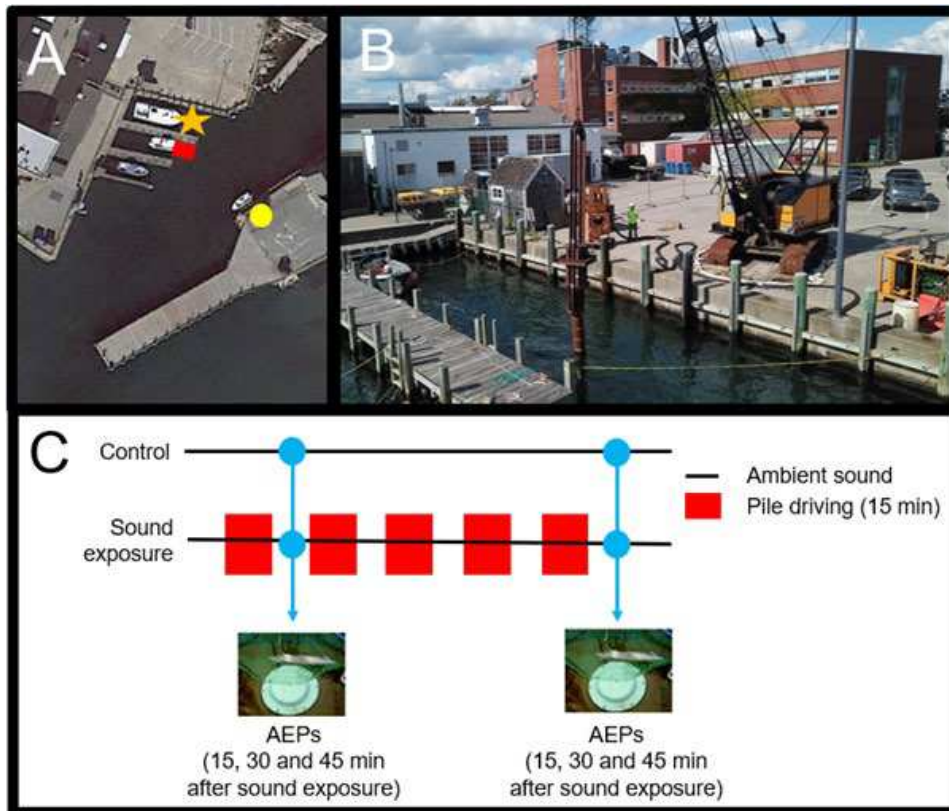 A
B
C
Control
Sound
exposure
Ambient sound
Pile driving (15 min)
AEPs
(15, 30 and 45 min
after sound exposure)
AEPs
(15, 30 and 45 min
after sound exposure)